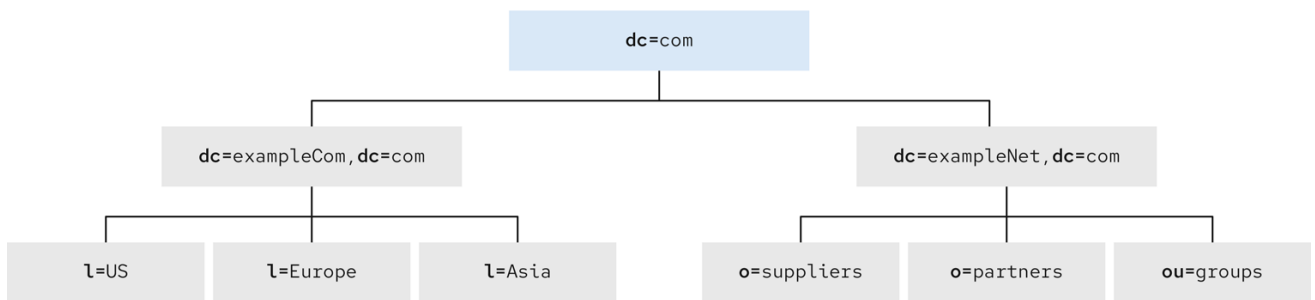 dc=com
dc=exampleCom,dc=com
dc=exampleNet,dc=com
l=US
l=Europe
l=Asia
o=suppliers
o=partners
ou=groups